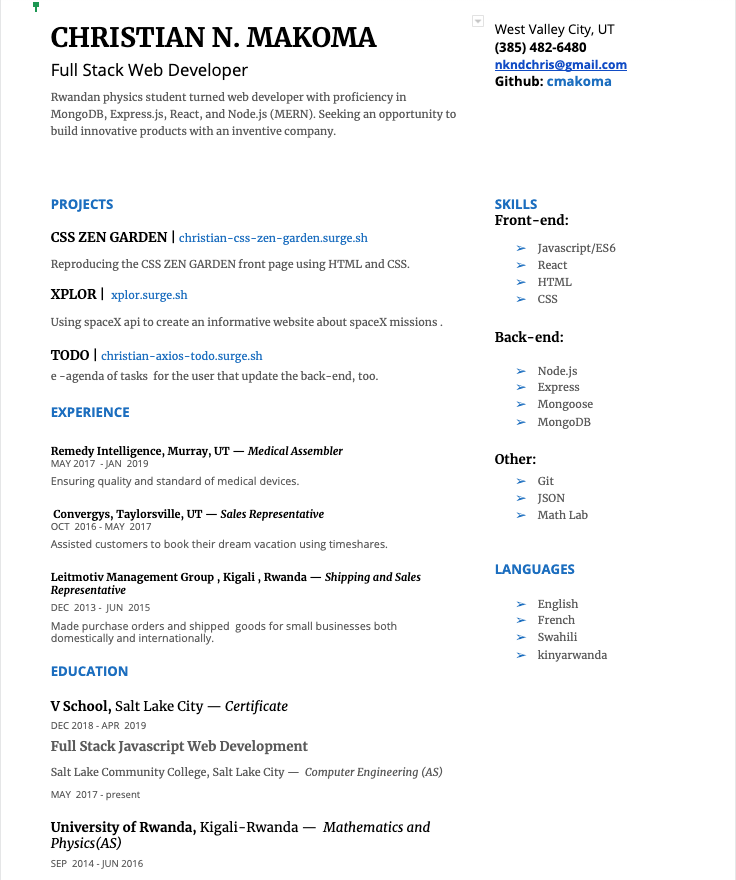 CHRISTIAN N. MAKOMA
Full Stack Web Developer
Rwandan physics student turned web developer with proficiency in
MongoDB, Express.js, React, and Node.js (MERN). Seeking an opportunity to
build innovative products with an inventive company.
West Valley City, UT
(385) 482-6480
nkndchris@gmail.com
Github: cmakoma
PROJECTS
CSS ZEN GARDEN | christian-css-zen-garden.surge.sh
Reproducing the CSS ZEN GARDEN front page using HTML and CSS.
XPLOR | xplor.surge.sh
Using spaceX api to create an informative website about spaceX missions .
TODO | christian-axios-todo.surge.sh
e -agenda of tasks  for the user that update the back-end, too.
EXPERIENCE
Remedy Intelligence, Murray, UT — Medical Assembler
MAY 2017  - JAN  2019
Ensuring quality and standard of medical devices.
Convergys, Taylorsville, UT — Sales Representative
OCT  2016 - MAY  2017
Assisted customers to book their dream vacation using timeshares.
Leitmotiv Management Group , Kigali , Rwanda — Shipping and Sales
Representative
DEC  2013 -  JUN  2015
Made purchase orders and shipped  goods for small businesses both
domestically and internationally.
EDUCATION
V School, Salt Lake City — Certificate
DEC 2018 - APR  2019
Full Stack Javascript Web Development
Salt Lake Community College, Salt Lake City —  Computer Engineering (AS)
MAY  2017 - present
University of Rwanda, Kigali-Rwanda —  Mathematics and
Physics(AS)
SEP  2014 - JUN 2016
SKILLS
Front-end:
➢ Javascript/ES6
➢ React
➢ HTML
➢ CSS
Back-end:
➢ Node.js
➢ Express
➢ Mongoose
➢ MongoDB
Other:
➢ Git
➢ JSON
➢ Math Lab
LANGUAGES
➢ English
➢ French
➢ Swahili
➢ kinyarwanda